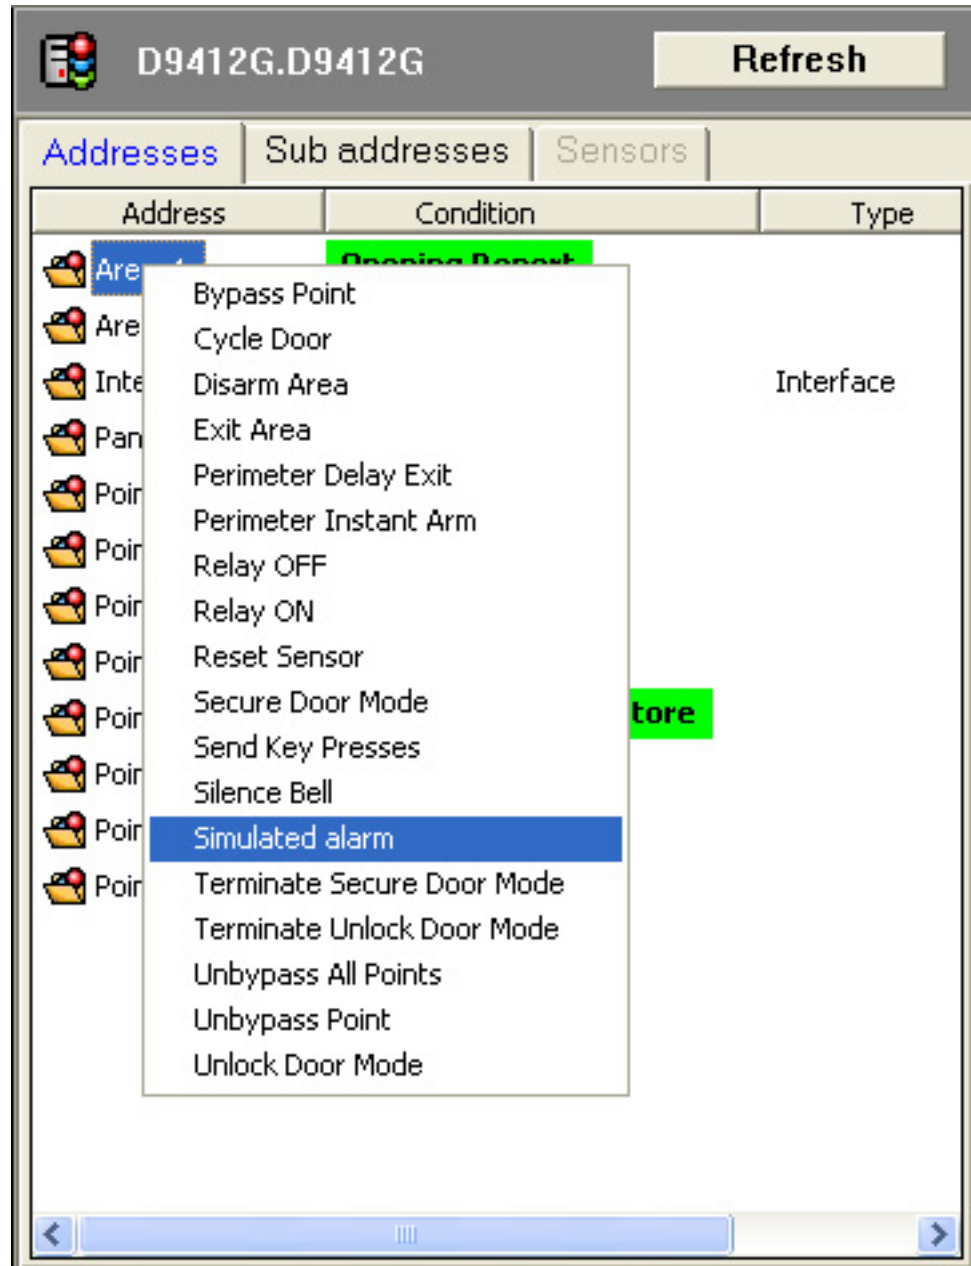 D9412G.D9412G Refresh
Addresses Sub addresses Sensors
Address Condition Type
Opening Report
Bypass Point
Cycle Door
Disarm Area
Interface
Exit Area
Perimeter Delay Exit
Perimeter Instant Arm
Relay OFF
Relay ON
Reset Sensor
Secure Door Mode
Send Key Presses
Silence Bell
Simulated alarm
Terminate Secure Door Mode
Terminate Unlock Door Mode
Unbypass All Points
Unbypass Point
Unlock Door Mode